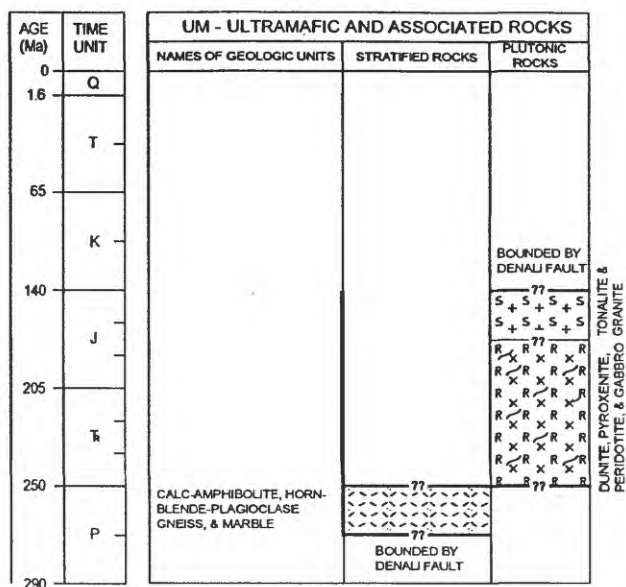 AGE
(Ma)
TIME
UNIT
UM - ULTRAMAFIC AND ASSOCIATED ROCKS
NAMES OF GEOLOGIC UNITS
STRATIFIED ROCKS
PLUTONIC
ROCKS
0
Q
1.6
T
65
K
BOUNDED BY
DENALI FAULT
140
??
S S S S
S S S S
J
??
R R R R
R R R R
205
R R R R
R R R R
Ƭ
R R R R
R R R R
250
R R R R
??
??
CALC-AMPHIBOLITE, HORN-
BLENDE-PLAGIOCLASE
GNEISS, & MARBLE
P
??
BOUNDED BY
DENALI FAULT
290
DUNITE, PYROXENITE,
PERIDOTITE, & GABBRO
TONALITE &
GRANITE